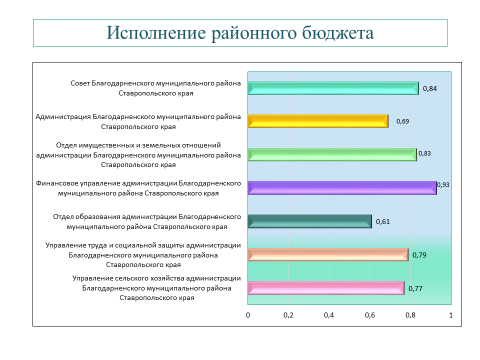 Исполнение районного бюджета
Совет Благодарненского муниципального района
Ставропольского края
0,84
Администрация Благодарненского муниципального района
Ставропольского края
0,69
Отдел имущественных и земельных отношений
администрации Благодарненского муниципального района
Ставропольского края
0,83
Финансовое управление администрации Благодарненского
муниципального района Ставропольского края
0,93
Отдел образования администрации Благодарненского
муниципального района Ставропольского края
0,61
Управление труда и социальной защиты администрации
Благодарненского муниципального района
Ставропольского края
0,79
Управление сельского хозяйства администрации
Благодарненского муниципального района
Ставропольского края
0,77
0 0,2 0,4 0,6 0,8 1